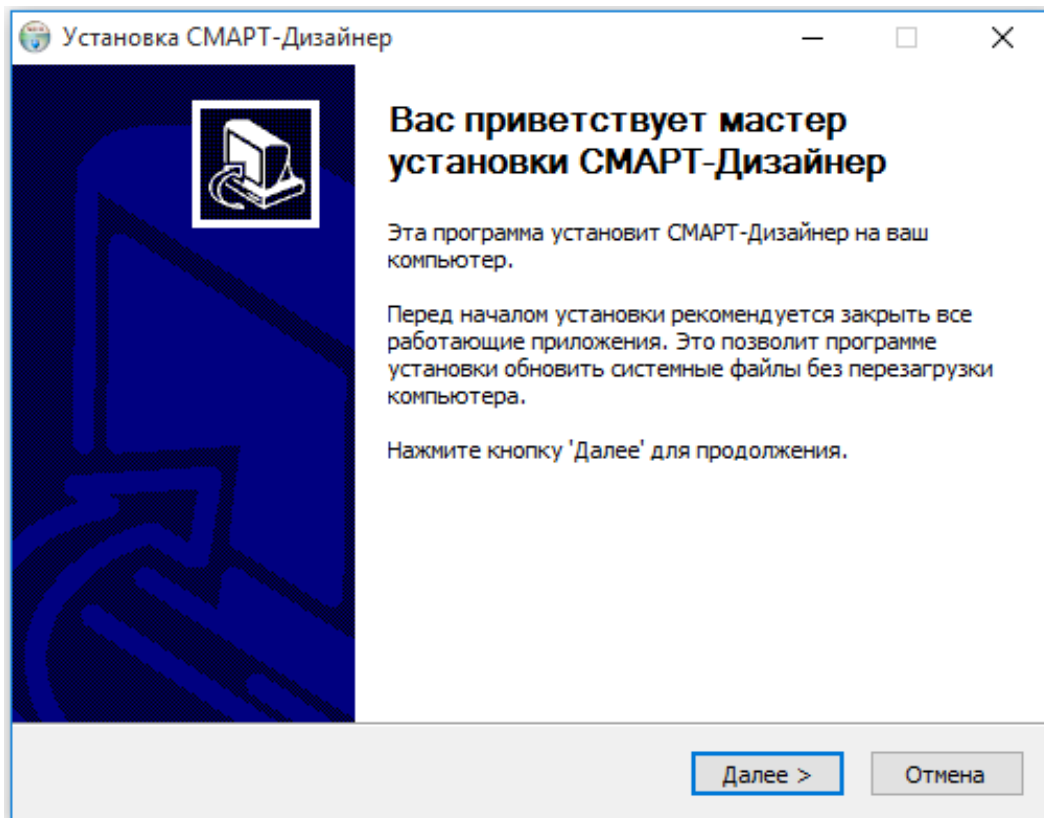 Установка СМАРТ-Дизайнер
Вас приветствует мастер
установки СМАРТ-Дизайнер
Эта программа установит СМАРТ-Дизайнер на ваш
компьютер.
Перед началом установки рекомендуется закрыть все
работающие приложения. Это позволит программе
установки обновить системные файлы без перезагрузки
компьютера.
Нажмите кнопку 'Далее' для продолжения.
Далее >
Отмена